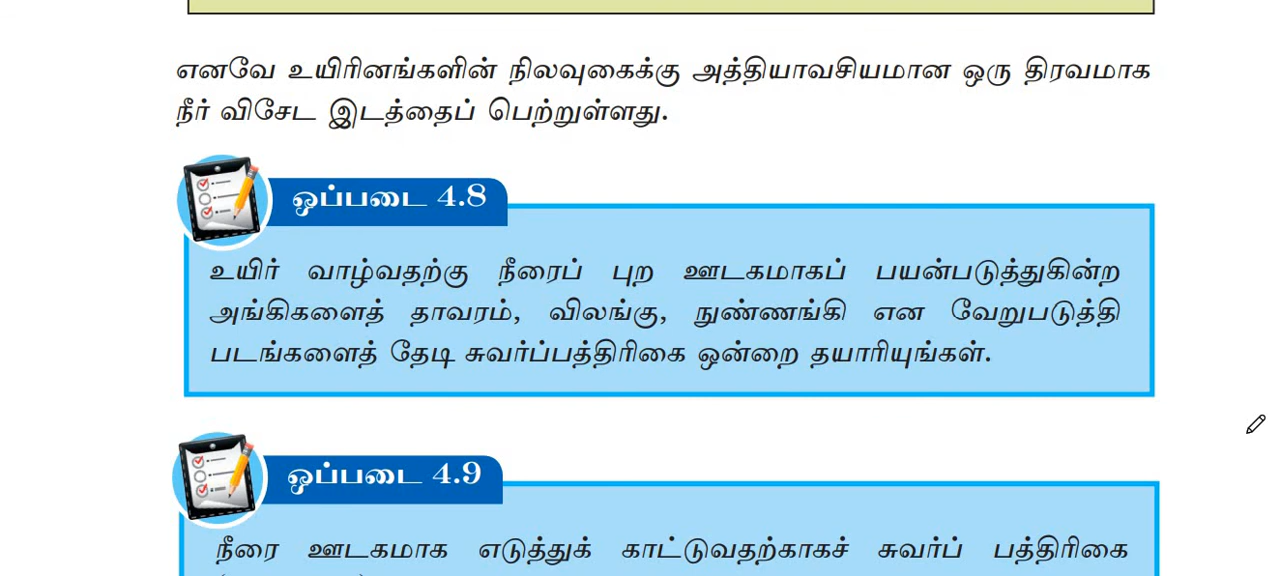 எனவே உயிரினங்களின் நிலவுகைக்கு அத்தியாவசியமான ஒரு திரவமாக
நீர் விசேட இடத்தைப் பெற்றுள்ளது.
ஒப்படை 4.8
உயிர் வாழ்வதற்கு நீரைப் புற ஊடகமாகப் பயன்படுத்துகின்ற
அங்கிகளைத் தாவரம், விலங்கு, நுண்ணங்கி என வேறுபடுத்தி
படங்களைத் தேடி சுவர்ப்பத்திரிகை ஒன்றை தயாரியுங்கள்.
ஒப்படை 4.9
நீரை ஊடகமாக எடுத்துக் காட்டுவதற்காகச் சுவர்ப் பத்திரிகை